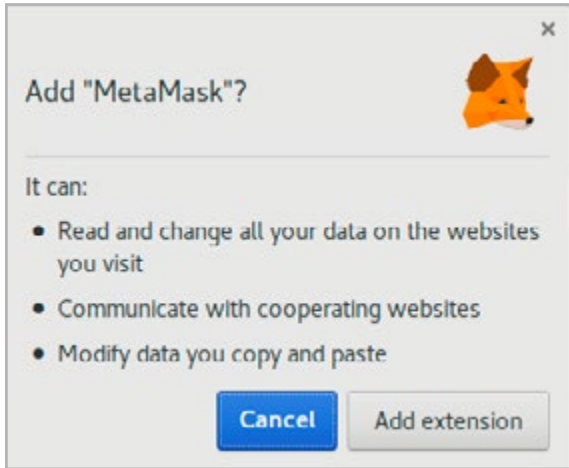 Add "MetaMask"?
It can:
• Read and change all your data on the websites
you visit
• Communicate with cooperating websites
• Modify data you copy and paste
Cancel
Add extension